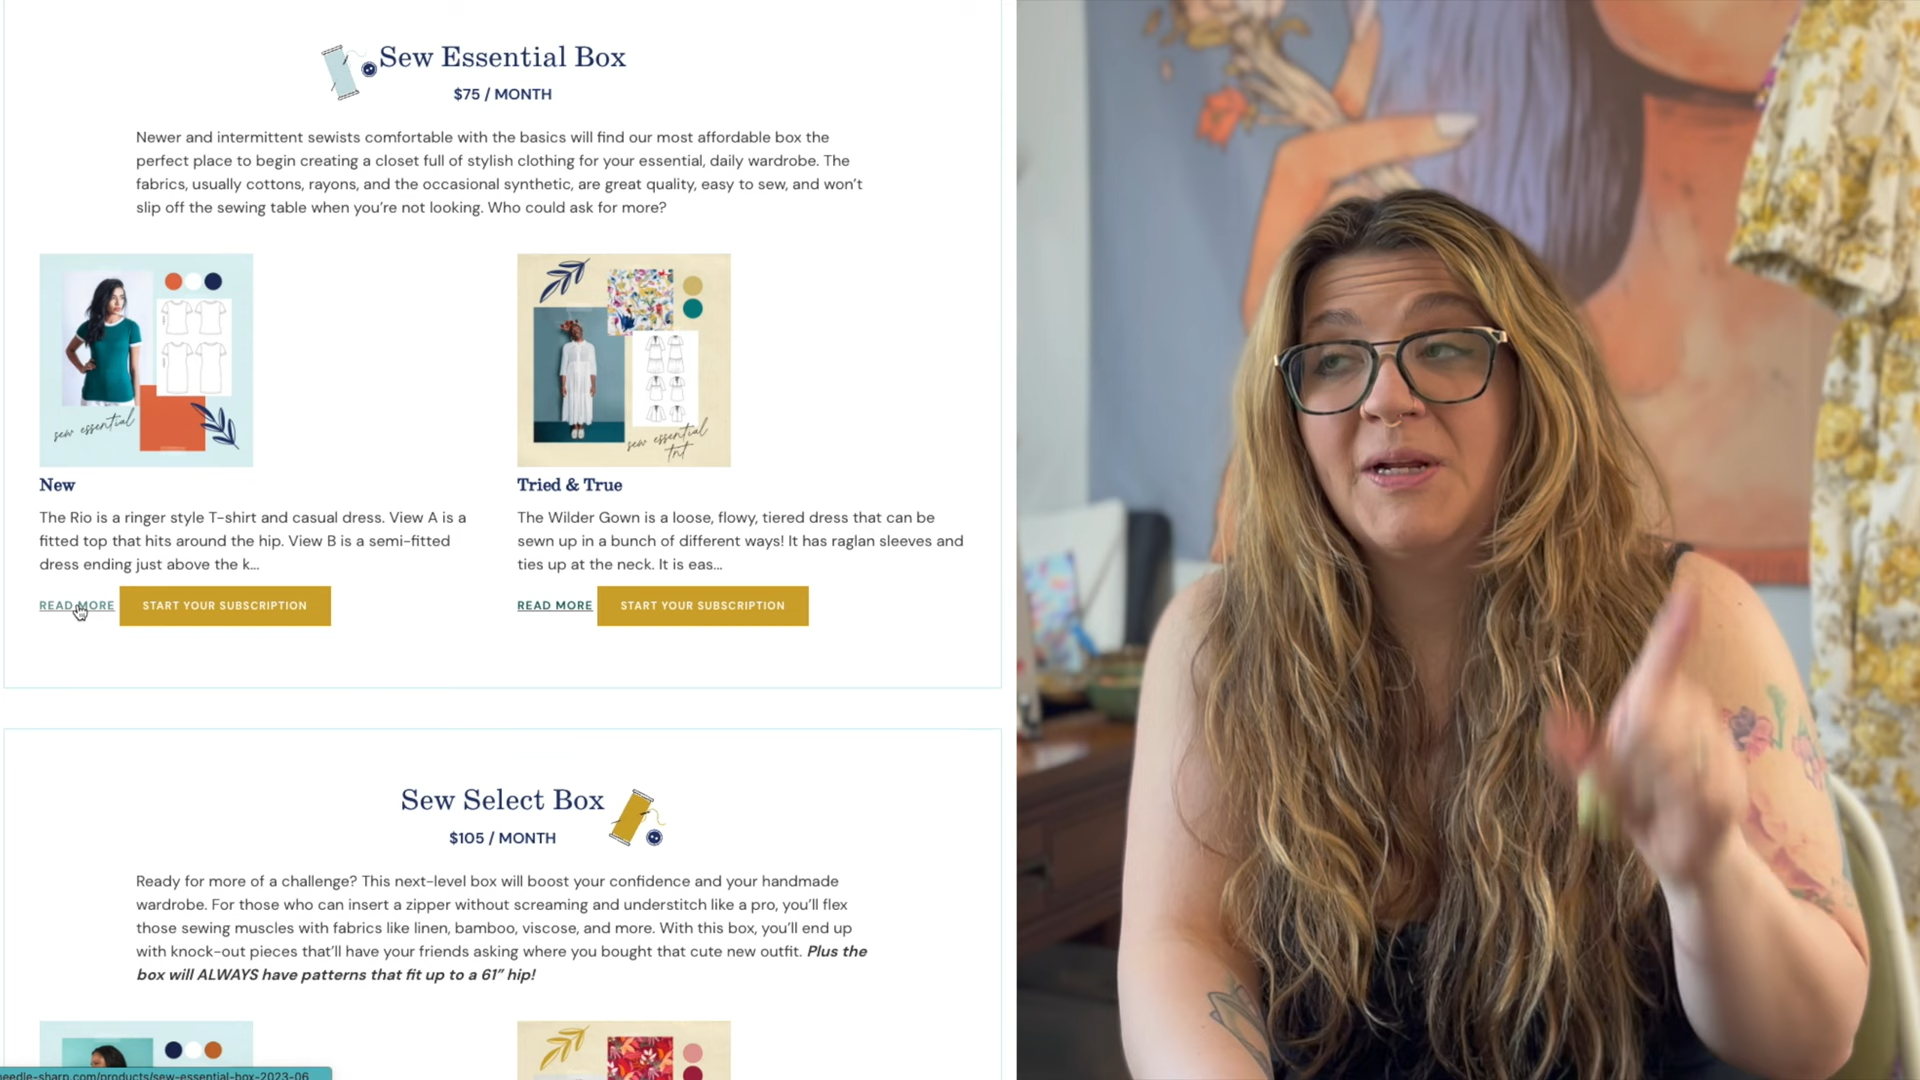 Sew Essential Box
$75 / MONTH
Newer and intermittent sewists comfortable with the basics will find our most affordable box the
perfect place to begin creating a closet full of stylish clothing for your essential, daily wardrobe. The
fabrics, usually cottons, rayons, and the occasional synthetic, are great quality, easy to sew, and won’t
slip off the sewing table when you’re not looking. Who could ask for more?
sew essential
New
The Rio is a ringer style T-shirt and casual dress. View A is a
fitted top that hits around the hip. View B is a semi-fitted
dress ending just above the k...
READ MORE
START YOUR SUBSCRIPTION
sew essential
tnt
Tried & True
The Wilder Gown is a loose, flowy, tiered dress that can be
sewn up in a bunch of different ways! It has raglan sleeves and
ties up at the neck. It is eas...
READ MORE
START YOUR SUBSCRIPTION
Sew Select Box
$105 / MONTH
Ready for more of a challenge? This next-level box will boost your confidence and your handmade
wardrobe. For those who can insert a zipper without screaming and understitch like a pro, you’ll flex
those sewing muscles with fabrics like linen, bamboo, viscose, and more. With this box, you’ll end up
with knock-out pieces that’ll have your friends asking where you bought that cute new outfit. Plus the
box will ALWAYS have patterns that fit up to a 61” hip!
needle-sharp.com/products/sew-essential-box-2023-06